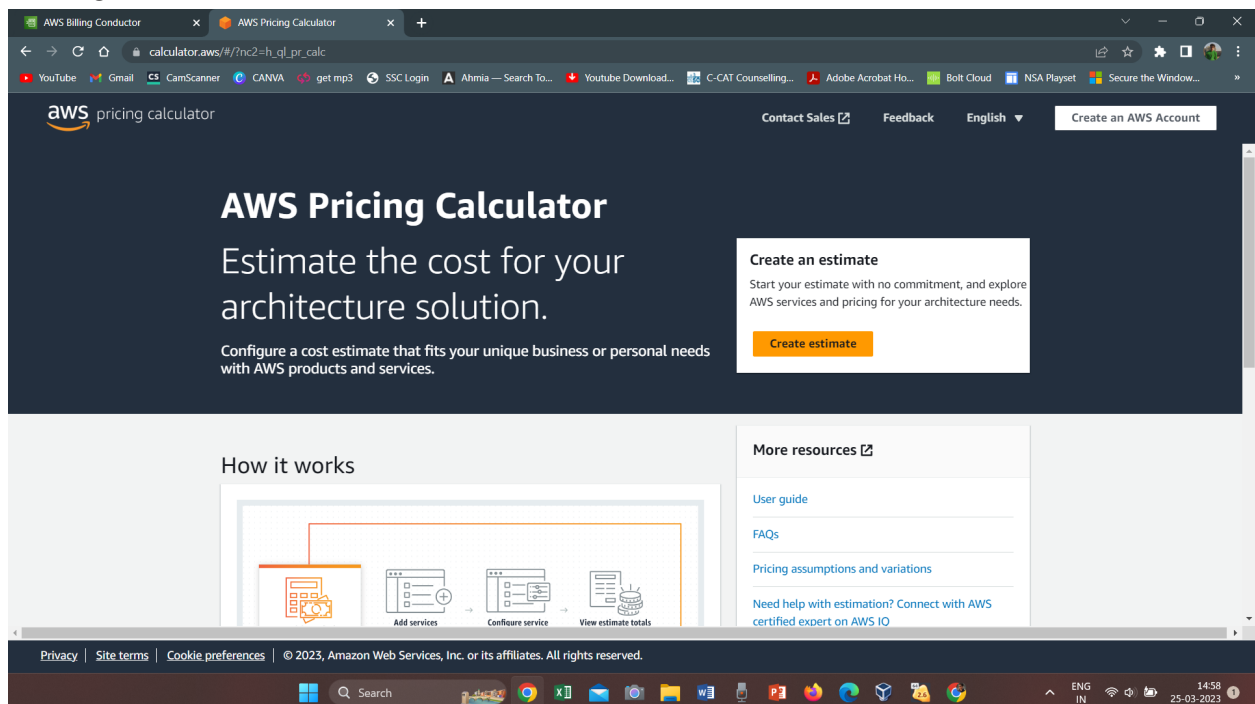 AWS Billing Conductor
AWS Pricing Calculator
calculator.aws/#/?nc2=h_ql_pr_calc
YouTube
Gmail
CS CamScanner
CANVA
get mp3
SSC Login
Ahmia — Search To...
Youtube Download...
C-CAT Counselling...
Adobe Acrobat Ho...
Bolt Cloud
NSA Playset
Secure the Window...
»
aws pricing calculator
Contact Sales
Feedback
English
Create an AWS Account
AWS Pricing Calculator
Estimate the cost for your
architecture solution.
Configure a cost estimate that fits your unique business or personal needs
with AWS products and services.
Create an estimate
Start your estimate with no commitment, and explore
AWS services and pricing for your architecture needs.
Create estimate
How it works
Add services
Configure service
View estimate totals
More resources
User guide
FAQs
Pricing assumptions and variations
Need help with estimation? Connect with AWS
certified expert on AWS IQ
Privacy | Site terms | Cookie preferences | © 2023, Amazon Web Services, Inc. or its affiliates. All rights reserved.
Search
ENG
IN
14:58
25-03-2023
1